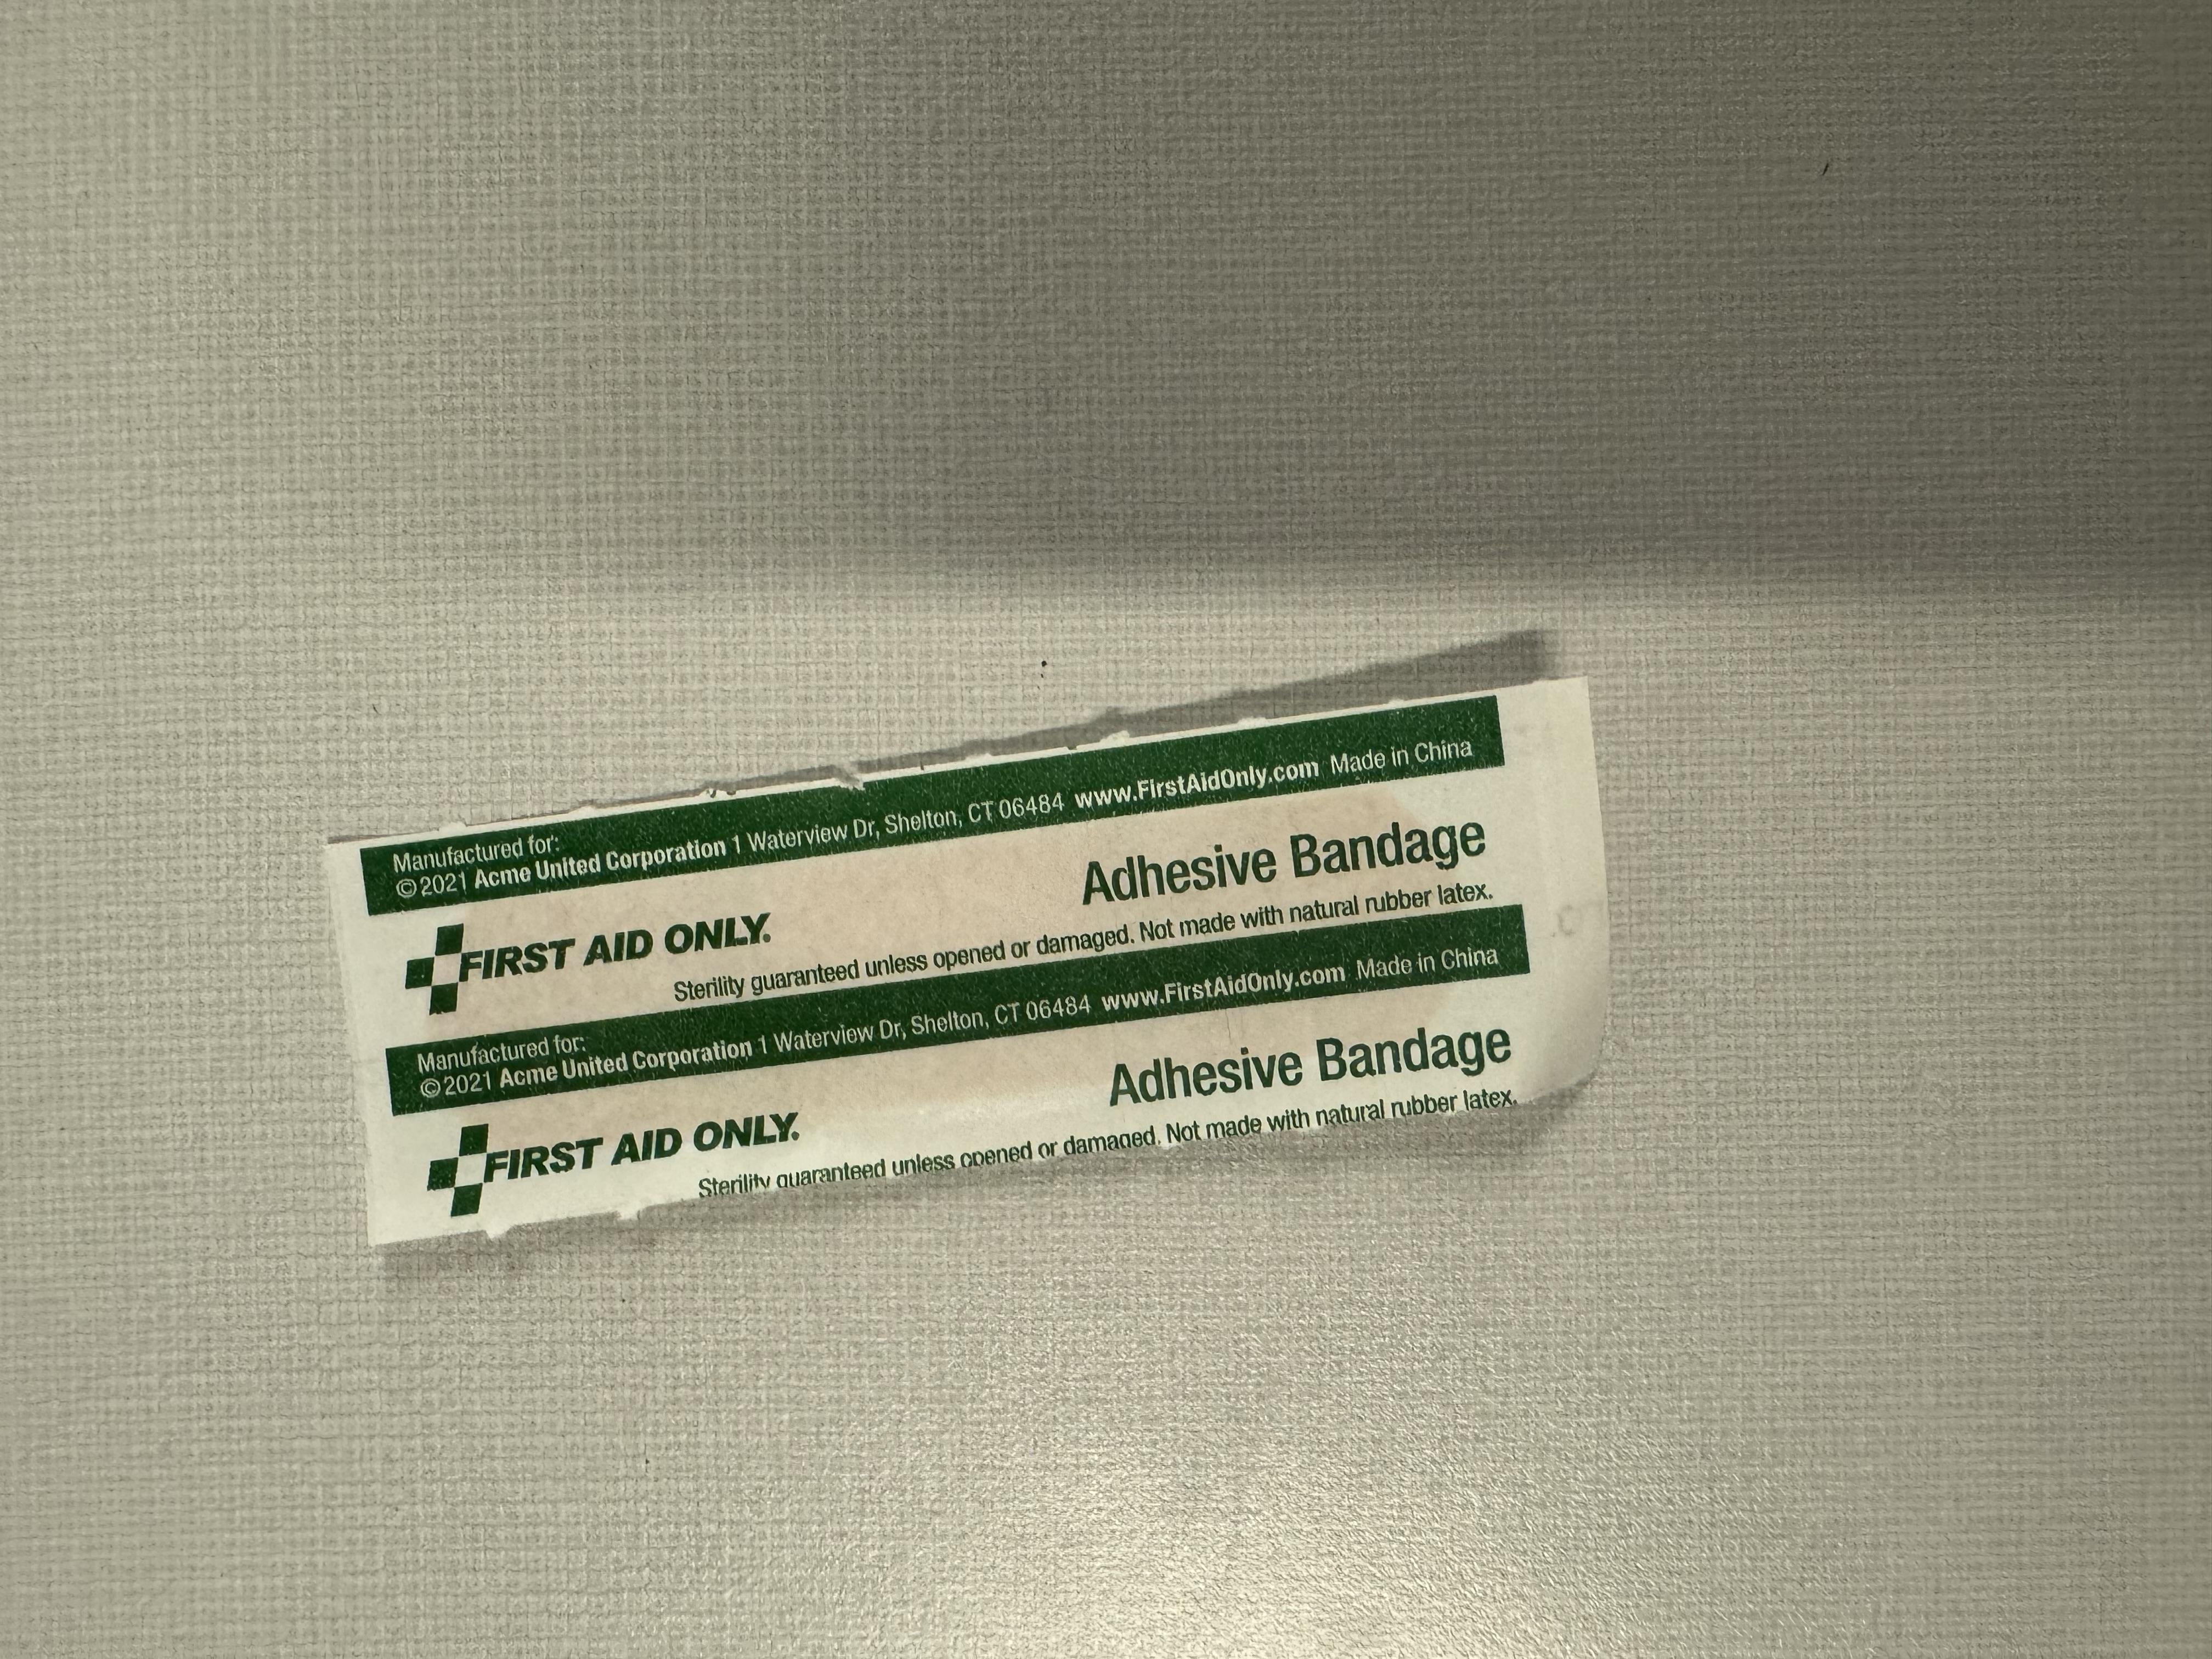 Manufactured for:
©2021 Acme United Corporation 1 Waterview Dr, Shelton, CT 06484 www.FirstAidOnly.com Made in China
Adhesive Bandage
FIRST AID ONLY.
Sterility guaranteed unless opened or damaged. Not made with natural rubber latex.
Manufactured for:
©2021 Acme United Corporation 1 Waterview Dr, Shelton, CT 06484 www.FirstAidOnly.com Made in China
Adhesive Bandage
FIRST AID ONLY.
Sterility guaranteed unless opened or damaged. Not made with natural rubber latex.